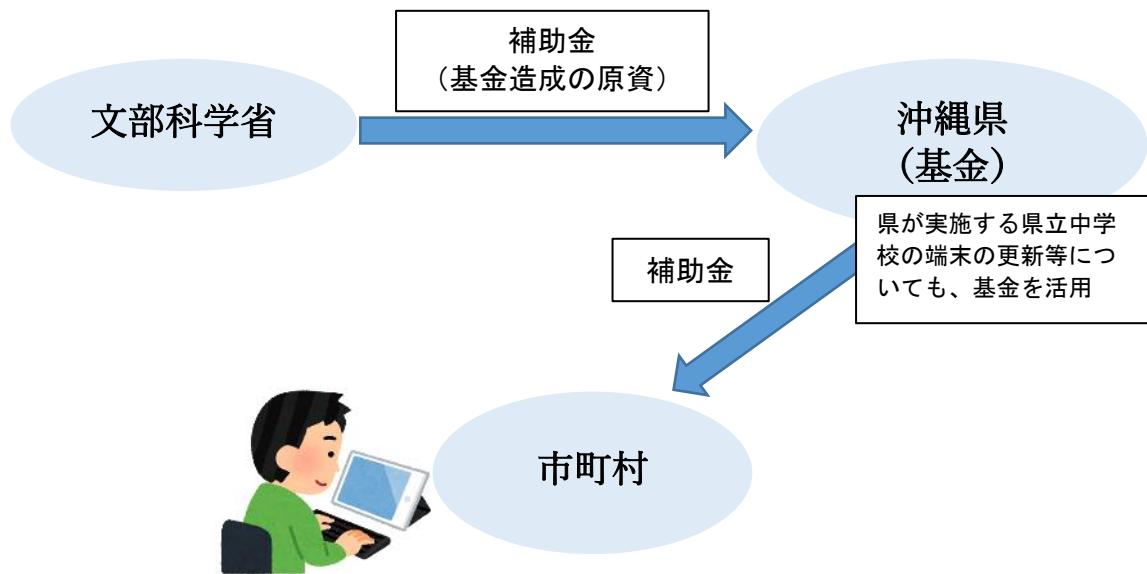 補助金
（基金造成の原資）
文部科学省
沖縄県
（基金）
県が実施する県立中学
校の端末の更新等につ
いても、基金を活用
補助金
市町村